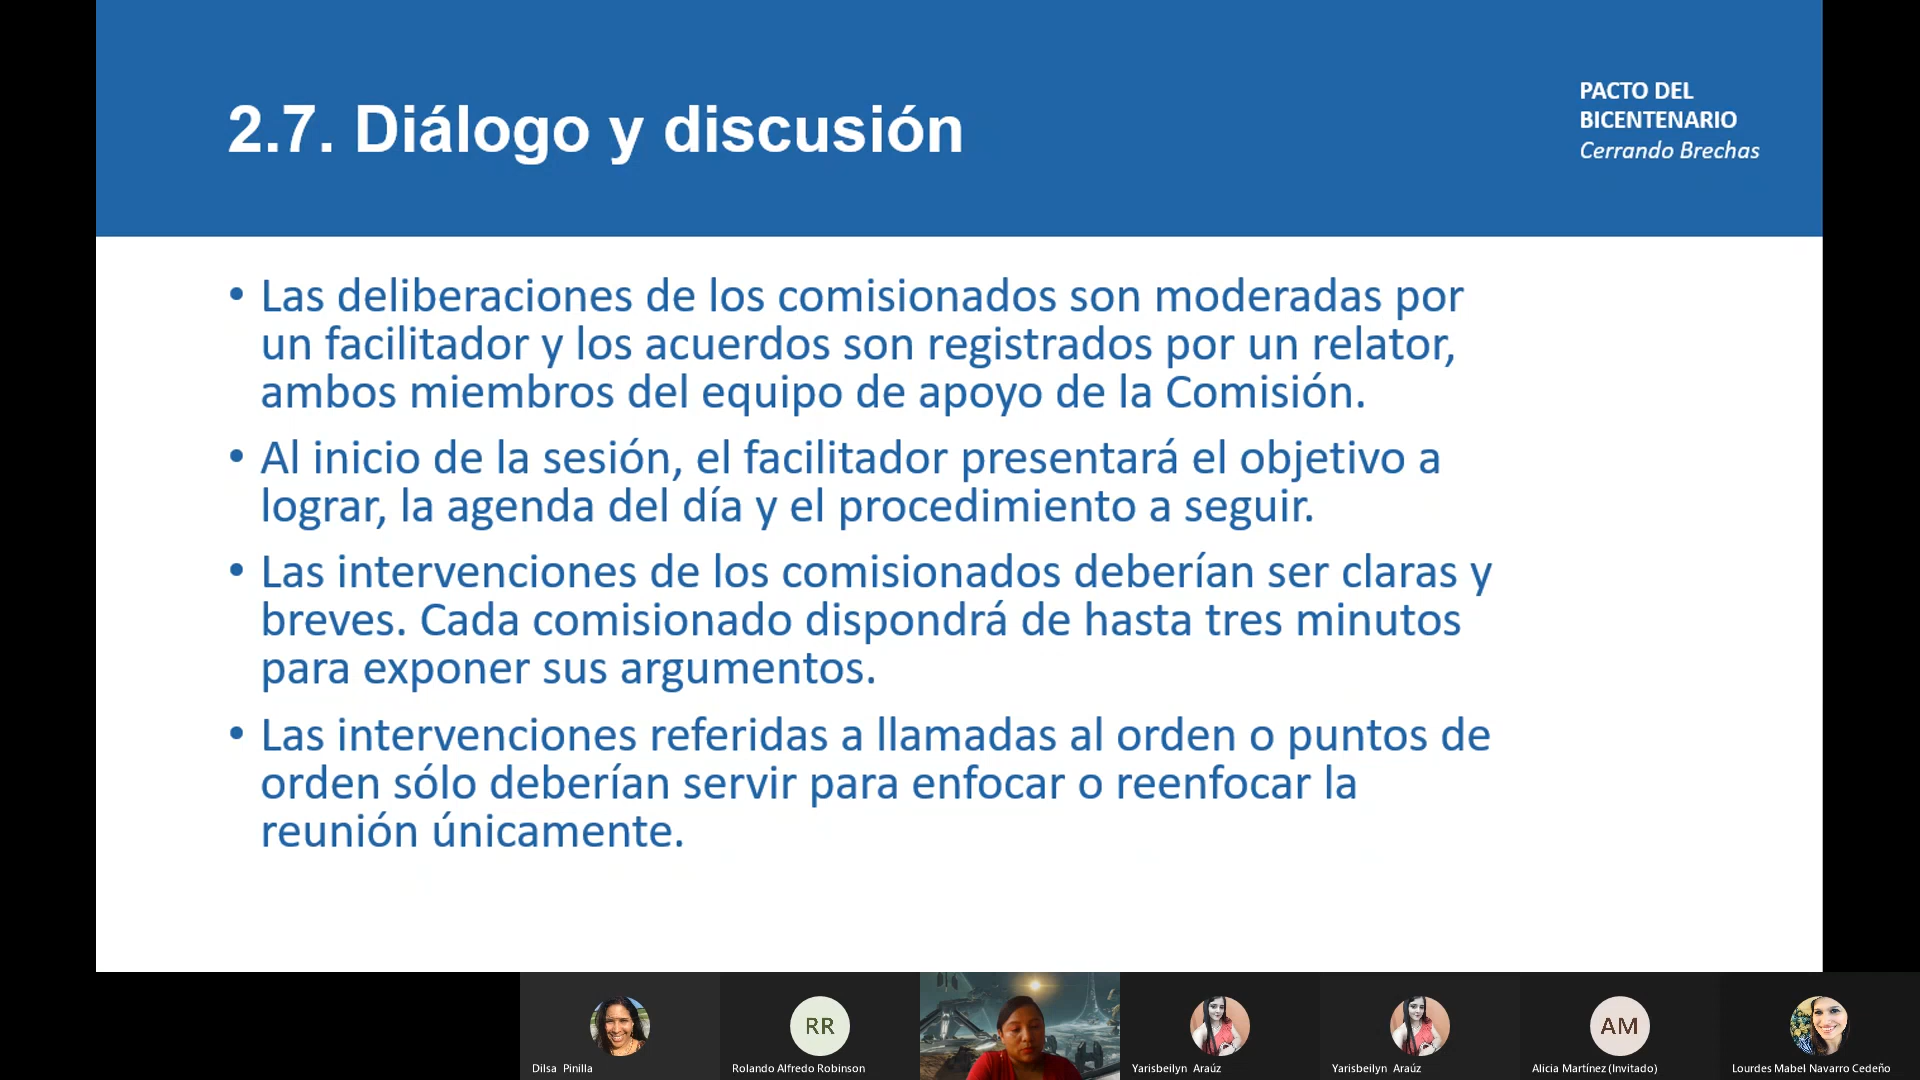 2.7. Diálogo y discusión
PACTO DEL
BICENTENARIO
Cerrando Brechas
• Las deliberaciones de los comisionados son moderadas por
un facilitador y los acuerdos son registrados por un relator,
ambos miembros del equipo de apoyo de la Comisión.
• Al inicio de la sesión, el facilitador presentará el objetivo a
lograr, la agenda del día y el procedimiento a seguir.
• Las intervenciones de los comisionados deberían ser claras y
breves. Cada comisionado dispondrá de hasta tres minutos
para exponer sus argumentos.
• Las intervenciones referidas a llamadas al orden o puntos de
orden sólo deberían servir para enfocar o reenfocar la
reunión únicamente.
RR
AM
Dilsa Pinilla
Rolando Alfredo Robinson
Yarisbeilyn Araúz
Yarisbeilyn Araúz
Alicia Martínez (Invitado)
Lourdes Mabel Navarro Cedeño